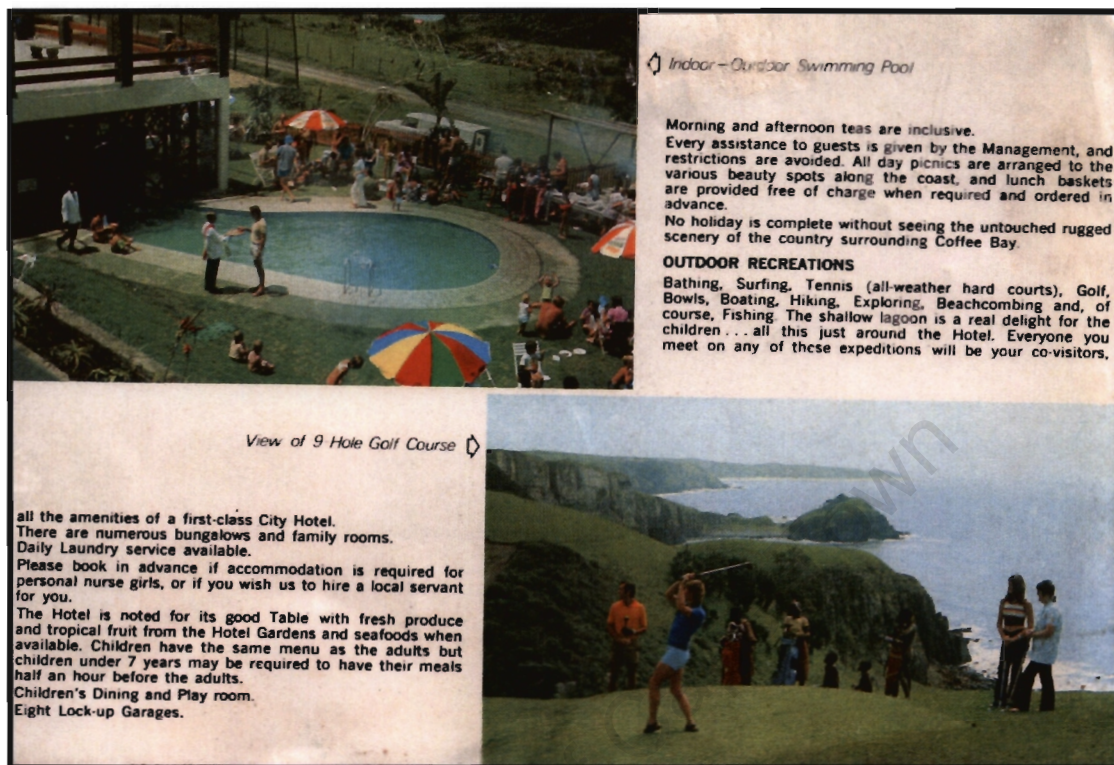 Indoor–Outdoor Swimming Pool
Morning and afternoon teas are inclusive.
Every assistance to guests is given by the Management, and
restrictions are avoided. All day picnics are arranged to the
various beauty spots along the coast, and lunch baskets
are provided free of charge when required and ordered in
advance.
No holiday is complete without seeing the untouched rugged
scenery of the country surrounding Coffee Bay.
OUTDOOR RECREATIONS
Bathing, Surfing, Tennis (all-weather hard courts), Golf,
Bowls, Boating, Hiking, Exploring, Beachcombing and, of
course, Fishing. The shallow lagoon is a real delight for the
children . . . all this just around the Hotel. Everyone you
meet on any of these expeditions will be your co-visitors,
View of 9 Hole Golf Course
all the amenities of a first-class City Hotel.
There are numerous bungalows and family rooms.
Daily Laundry service available.
Please book in advance if accommodation is required for
personal nurse girls, or if you wish us to hire a local servant
for you.
The Hotel is noted for its good Table with fresh produce
and tropical fruit from the Hotel Gardens and seafoods when
available. Children have the same menu as the adults but
children under 7 years may be required to have their meals
half an hour before the adults.
Children's Dining and Play room.
Eight Lock-up Garages.